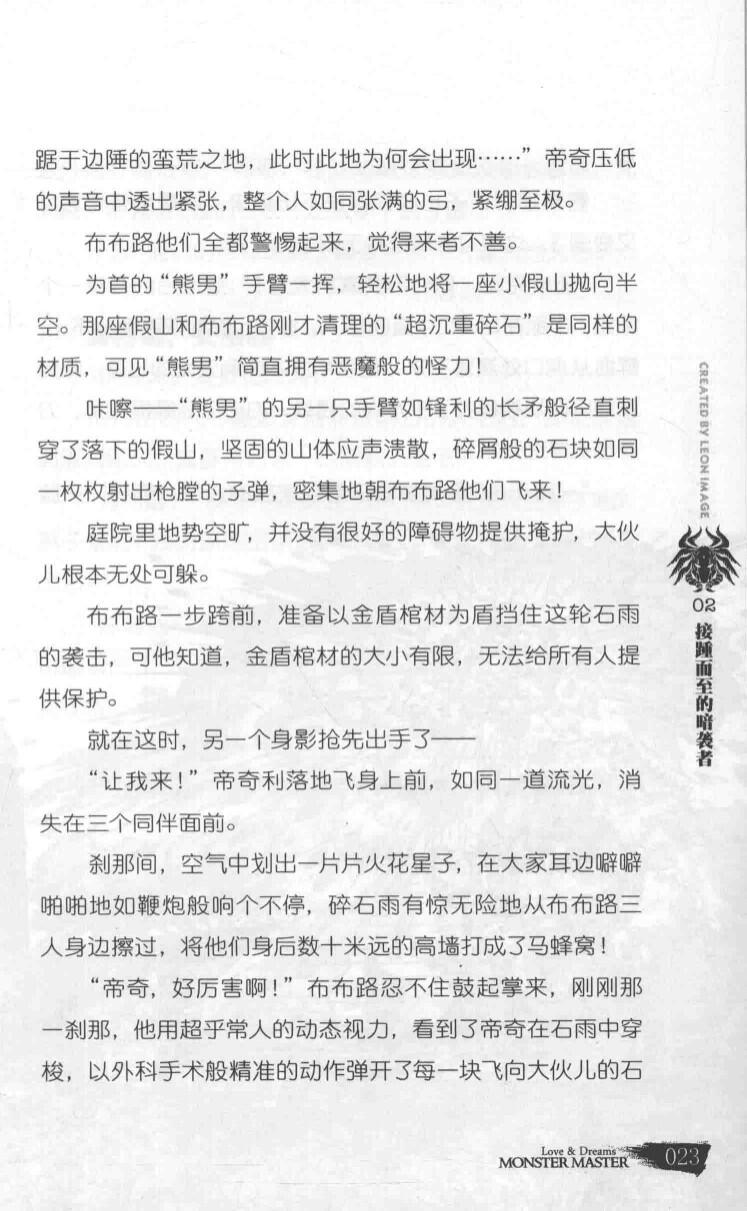 踞于边陲的蛮荒之地，此时此地为何会出现……”帝奇压低
的声音中透出紧张，整个人如同张满的弓，紧绷至极。
布布路他们全都警惕起来，觉得来者不善。
为首的“熊男”手臂一挥，轻松地将一座小假山抛向半
空。那座假山和布布路刚才清理的“超沉重碎石”是同样的
材质，可见“熊男”简直拥有恶魔般的怪力！
咔嚓——“熊男”的另一只手臂如锋利的长矛般径直刺
穿了落下的假山，坚固的山体应声溃散，碎屑般的石块如同
一枚枚射出枪膛的子弹，密集地朝布布路他们飞来！
庭院里地势空旷，并没有很好的障碍物提供掩护，大伙
儿根本无处可躲。
布布路一步跨前，准备以金盾棺材为盾挡住这轮石雨
的袭击，可他知道，金盾棺材的大小有限，无法给所有人提
供保护。
就在这时，另一个身影抢先出手了——
“让我来！”帝奇利落地飞身上前，如同一道流光，消
失在三个同伴面前。
刹那间，空气中划出一片片火花星子，在大家耳边噼噼
啪啪地如鞭炮般响个不停，碎石雨有惊无险地从布布路三
人身边擦过，将他们身后数十米远的高墙打成了马蜂窝！
“帝奇，好厉害啊！”布布路忍不住鼓起掌来，刚刚那
一刹那，他用超乎常人的动态视力，看到了帝奇在石雨中穿
梭，以外科手术般精准的动作弹开了每一块飞向大伙儿的石
CREATED BY LEON IMAGE
02
接踵而至的暗袭者
Love & Dreams
MONSTER MASTER
023